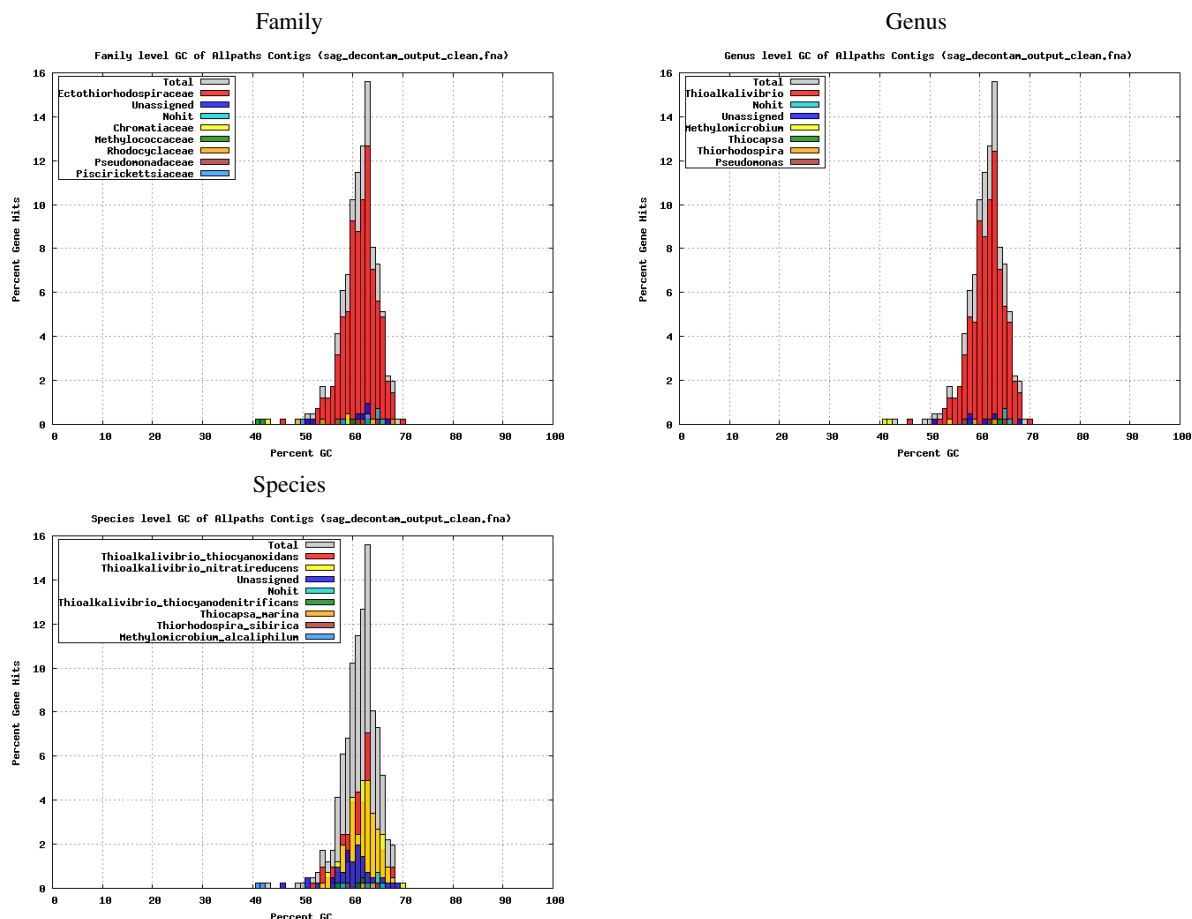 Family
Genus
Family level GC of Allpaths Contigs (sag_decontam_output_clean.fna)
16
14
12
10
8
6
4
2
0
Percent Gene Hits
Total
Ectothiorhodospiraceae
Unassigned
Nohit
Chromatiaceae
Methylococcaceae
Rhodocyclaceae
Pseudomonadaceae
Piscirickettsiaceae
0 10 20 30 40 50 60 70 80 90 100
Percent GC
Genus level GC of Allpaths Contigs (sag_decontam_output_clean.fna)
16
14
12
10
8
6
4
2
0
Percent Gene Hits
Total
Thioalkalivibrio
Nohit
Unassigned
Methylomicrobium
Thiocapsa
Thiorhodospira
Pseudomonas
0 10 20 30 40 50 60 70 80 90 100
Percent GC
Species
Species level GC of Allpaths Contigs (sag_decontam_output_clean.fna)
16
14
12
10
8
6
4
2
0
Percent Gene Hits
Total
Thioalkalivibrio_thiocyanoxidans
Thioalkalivibrio_nitratireducens
Unassigned
Nohit
Thioalkalivibrio_thiocyanodenitrificans
Thiocapsa_marina
Thiorhodospira_sibirica
Methylomicrobium_alcaliphilum
0 10 20 30 40 50 60 70 80 90 100
Percent GC